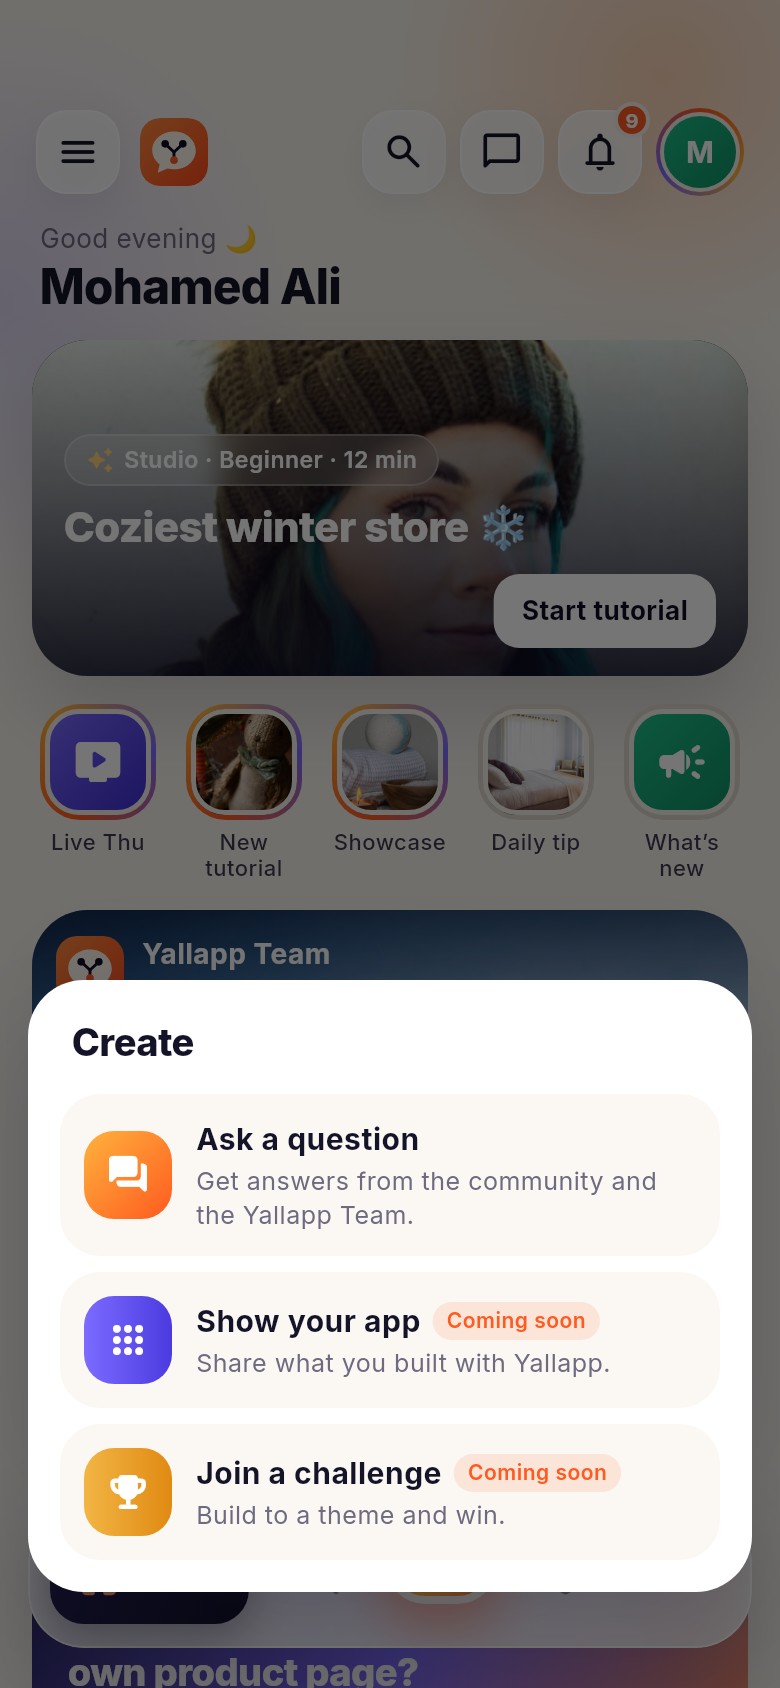 9
M
Good evening 🌙
Mohamed Ali
Studio · Beginner · 12 min
Coziest winter store ❄️
Start tutorial
Live Thu
New
tutorial
Showcase
Daily tip
What’s
new
Yallapp Team
Create
Ask a question
Get answers from the community and
the Yallapp Team.
Show your app
Coming soon
Share what you built with Yallapp.
Join a challenge
Coming soon
Build to a theme and win.
own product page?